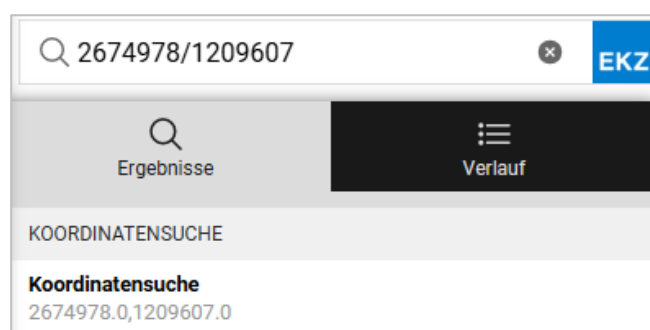 2674978/1209607
EKZ
Ergebnisse
Verlauf
KOORDINATENSUCHE
Koordinatensuche
2674978.0,1209607.0